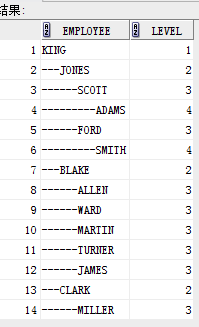 结果:
EMPLOYEE LEVEL
1 KING 1
2 ---JONES 2
3 ------SCOTT 3
4 ---------ADAMS 4
5 ------FORD 3
6 ---------SMITH 4
7 ---BLAKE 2
8 ------ALLEN 3
9 ------WARD 3
10 ------MARTIN 3
11 ------TURNER 3
12 ------JAMES 3
13 ---CLARK 2
14 ------MILLER 3